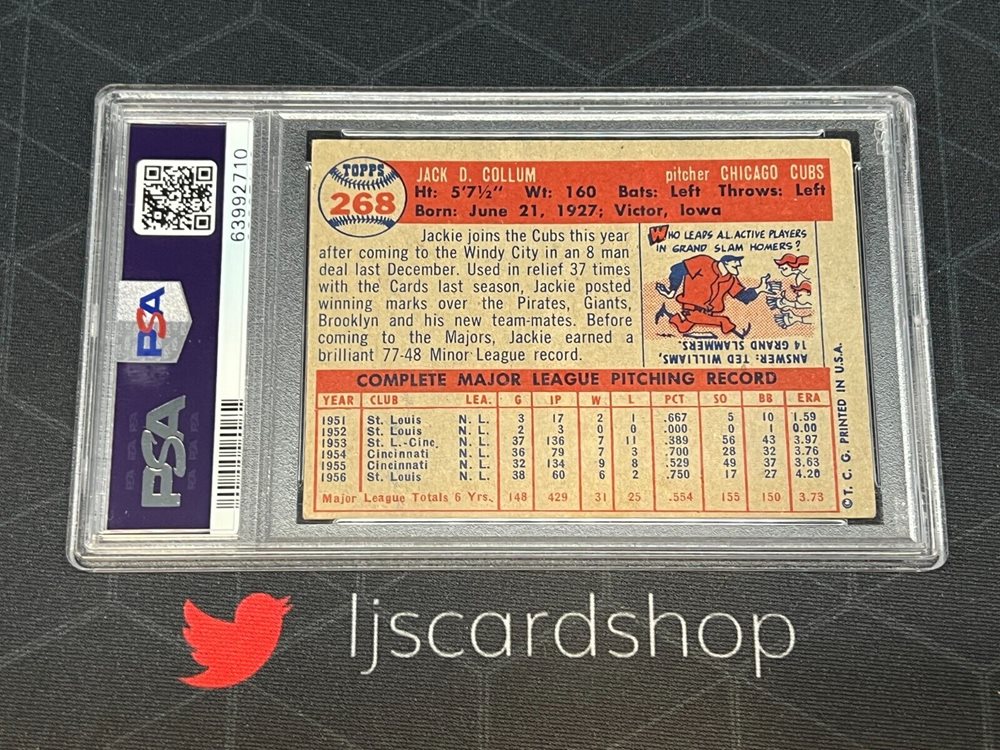 63992710
PSA
PSA
TOPPS
268
JACK D. COLLUM pitcher CHICAGO CUBS
Ht: 5'7½" Wt: 160 Bats: Left Throws: Left
Born: June 21, 1927; Victor, Iowa
Jackie joins the Cubs this year
after coming to the Windy City in an 8 man
deal last December. Used in relief 37 times
with the Cards last season, Jackie posted
winning marks over the Pirates, Giants,
Brooklyn and his new team-mates. Before
coming to the Majors, Jackie earned a
brilliant 77-48 Minor League record.
WHO LEADS A.L. ACTIVE PLAYERS
IN GRAND SLAM HOMERS?
ANSWER: TED WILLIAMS,
14 GRAND SLAMMERS.
COMPLETE MAJOR LEAGUE PITCHING RECORD
YEAR CLUB LEA. G IP W L PCT SO BB ERA
1951 St. Louis N. L. 3 17 2 1 .667 5 10 1.59
1952 St. Louis N. L. 2 3 0 0 .000 0 1 0.00
1953 St. L.-Cinc. N. L. 37 136 7 11 .389 56 43 3.97
1954 Cincinnati N. L. 36 79 7 3 .700 28 32 3.76
1955 Cincinnati N. L. 32 134 9 8 .529 49 37 3.63
1956 St. Louis N. L. 38 60 6 2 .750 17 27 4.20
Major League Totals 6 Yrs. 148 429 31 25 .554 155 150 3.73
©T. C. G. PRINTED IN U.S.A.
ljscardshop